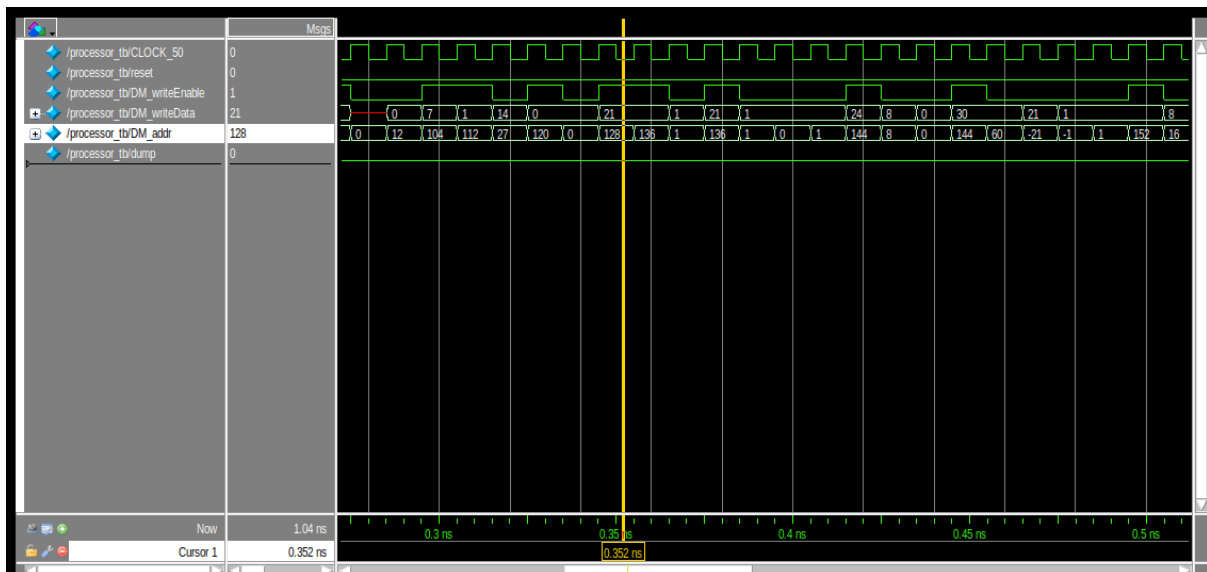 Msgs
/processor_tb/CLOCK_50 0
/processor_tb/reset 0
/processor_tb/DM_writeEnable 1
/processor_tb/DM_writeData 21 0 7 1 14 0 21 1 21 1 24 8 0 30 21 1 8
/processor_tb/DM_addr 128 0 12 104 112 27 120 0 128 136 1 136 1 0 1 144 8 0 144 60 -21 -1 1 152 16
/processor_tb/dump 0
Now 1.04 ns 0.3 ns 0.35 ns 0.4 ns 0.45 ns 0.5 ns
Cursor 1 0.352 ns 0.352 ns